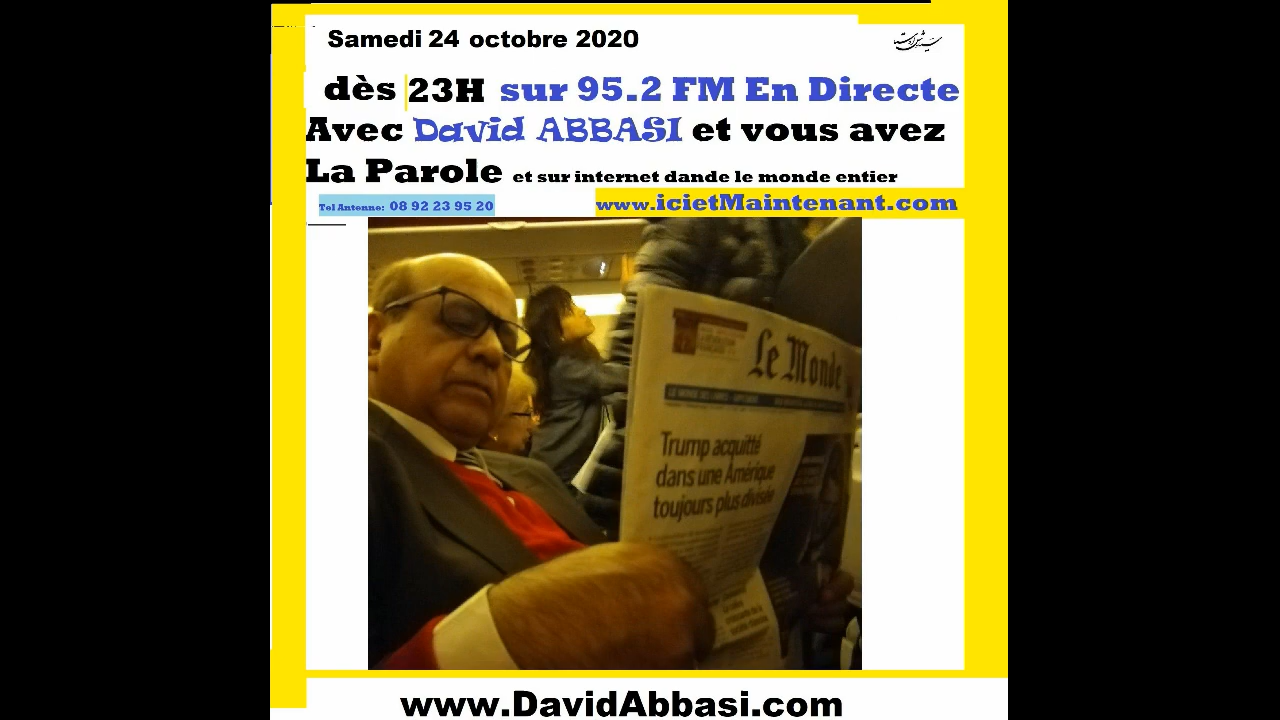 Samedi 24 octobre 2020
dès 23H sur 95.2 FM En Directe
Avec David ABBASI et vous avez
La Parole et sur internet dande le monde entier
Tel Antenne: 08 92 23 95 20
www.icietMaintenant.com
Le Monde
Trump acquitté
dans une Amérique
toujours plus divisée
www.DavidAbbasi.com